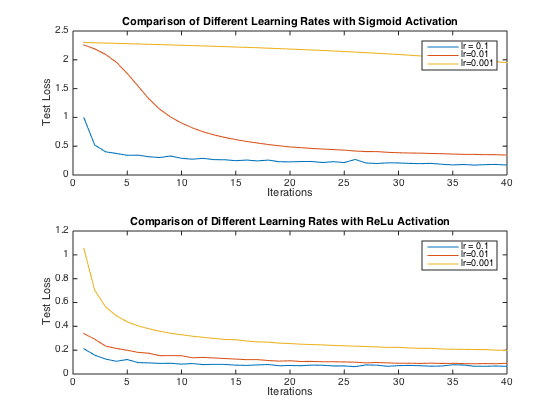 Comparison of Different Learning Rates with Sigmoid Activation
2.5
2
1.5
1
0.5
0
Test Loss
lr = 0.1
lr=0.01
lr=0.001
0 5 10 15 20 25 30 35 40
Iterations
Comparison of Different Learning Rates with ReLu Activation
1.2
1
0.8
0.6
0.4
0.2
0
Test Loss
lr = 0.1
lr=0.01
lr=0.001
0 5 10 15 20 25 30 35 40
Iterations